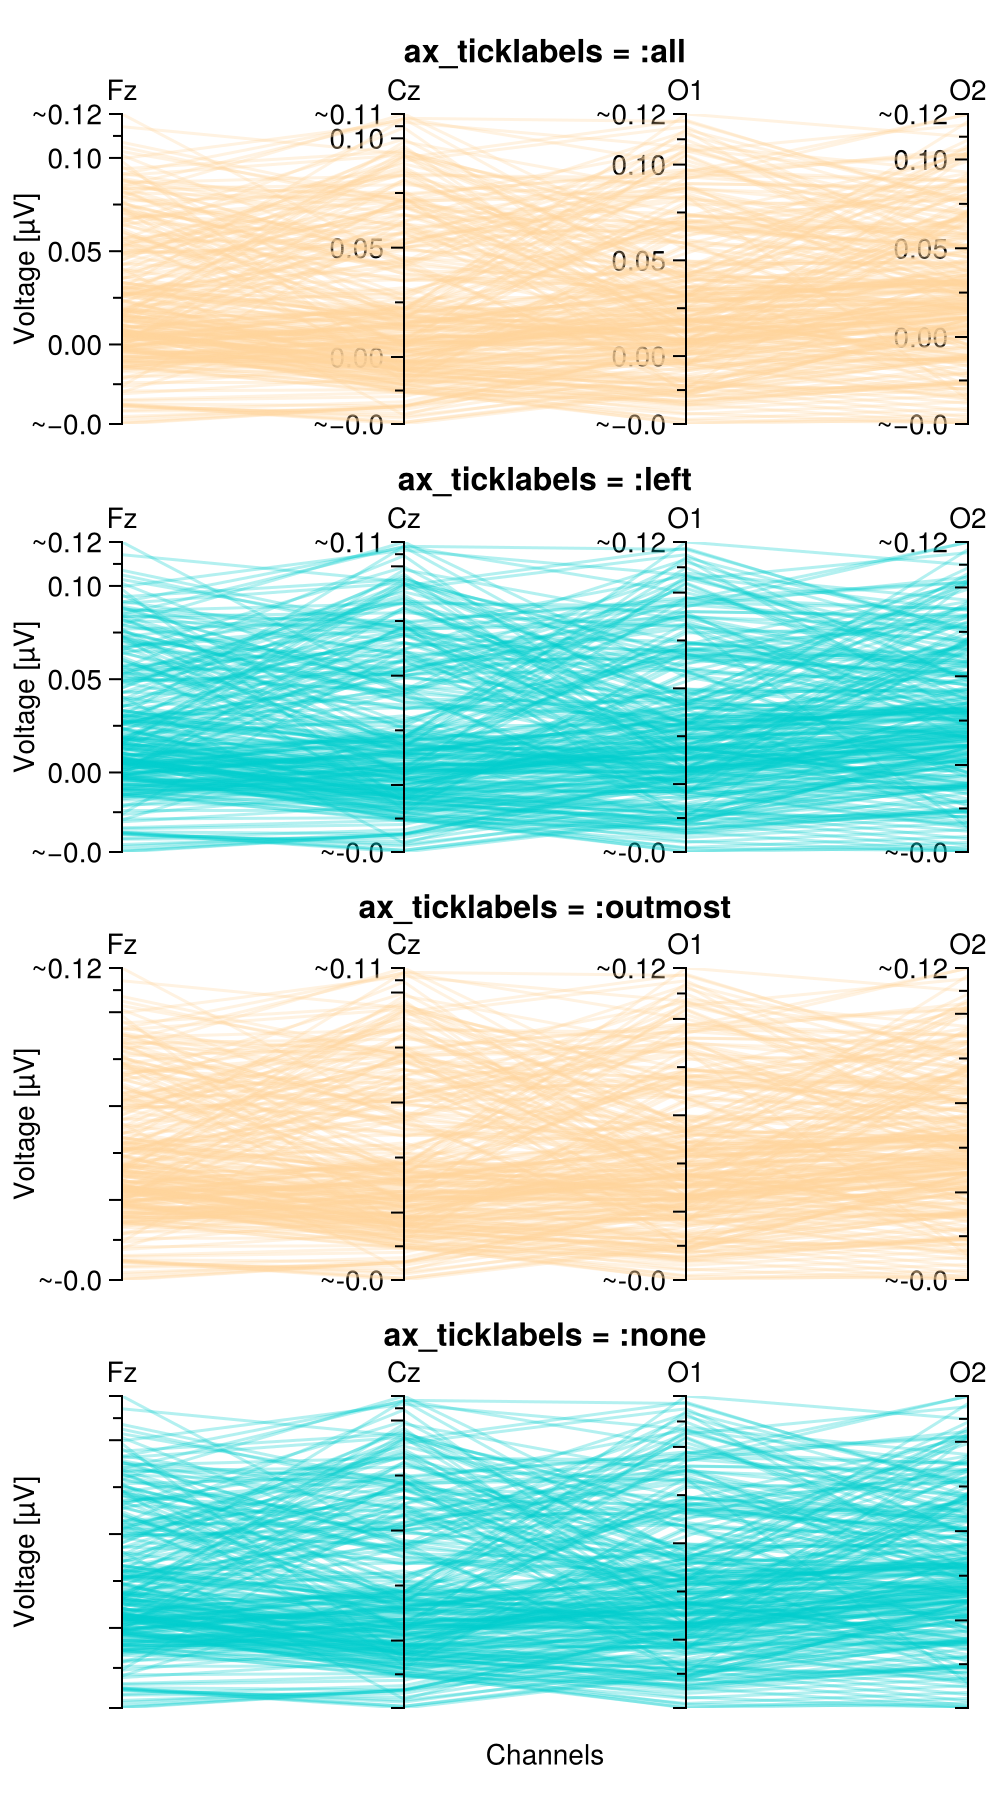 ax_ticklabels = :all
Fz Cz O1 O2
~0.12 ~0.11 ~0.12 ~0.12
0.10 0.10 0.10 0.10
0.05 0.05 0.05 0.05
0.00 0.00 0.00 0.00
~−0.0 ~−0.0 ~−0.0 ~−0.0
Voltage [µV]
ax_ticklabels = :left
Fz Cz O1 O2
~0.12 ~0.11 ~0.12 ~0.12
0.10
0.05
0.00
~−0.0 ~-0.0 ~-0.0 ~-0.0
Voltage [µV]
ax_ticklabels = :outmost
Fz Cz O1 O2
~0.12 ~0.11 ~0.12 ~0.12
~-0.0 ~-0.0 ~-0.0 ~-0.0
Voltage [µV]
ax_ticklabels = :none
Fz Cz O1 O2
Voltage [µV]
Channels